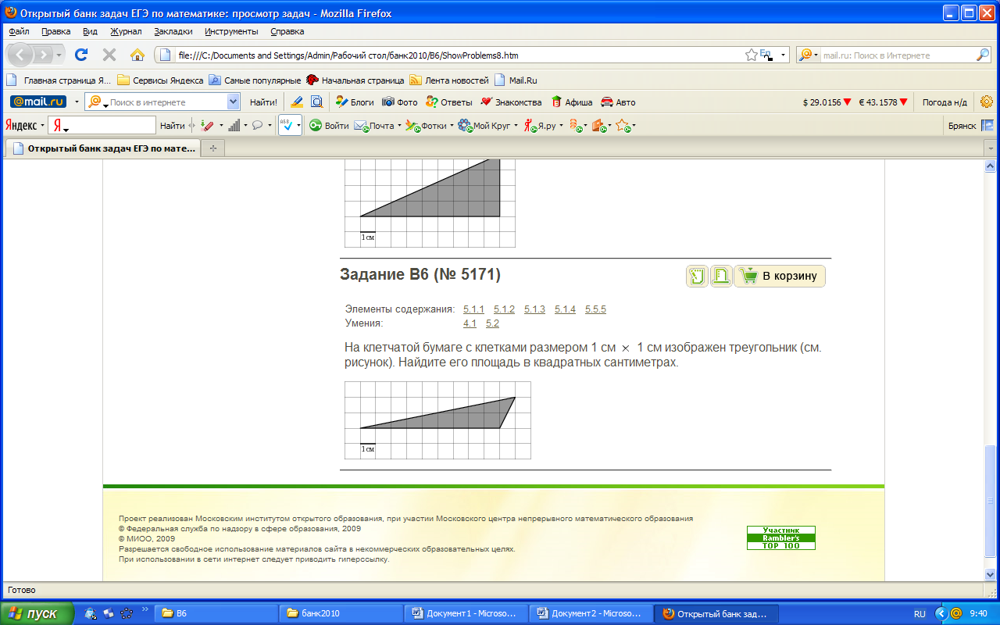 Открытый банк задач ЕГЭ по математике: просмотр задач - Mozilla Firefox
Файл Правка Вид Журнал Закладки Инструменты Справка
file:///C:/Documents and Settings/Admin/Рабочий стол/банк2010/B6/ShowProblems8.htm
mail.ru: Поиск в Интернете
Главная страница Я... Сервисы Яндекса Самые популярные Начальная страница Лента новостей Mail.Ru
@mail.ru Поиск в интернете Найти! Блоги Фото Ответы Знакомства Афиша Авто $ 29.0156 € 43.1578 Погода н/д
Яндекс Я Найти Войти Почта Фотки Мой Круг Я.ру Брянск
Открытый банк задач ЕГЭ по мате...
1 см
Задание B6 (№ 5171)
В корзину
Элементы содержания: 5.1.1 5.1.2 5.1.3 5.1.4 5.5.5
Умения: 4.1 5.2
На клетчатой бумаге с клетками размером 1 см × 1 см изображен треугольник (см.
рисунок). Найдите его площадь в квадратных сантиметрах.
1 см
Проект реализован Московским институтом открытого образования, при участии Московского центра непрерывного математического образования
© Федеральная служба по надзору в сфере образования, 2009
© МИОО, 2009
Разрешается свободное использование материалов сайта в некоммерческих образовательных целях.
При использовании в сети интернет следует приводить гиперссылку.
Участник
Rambler's
TOP 100
Готово
пуск B6 банк2010 Документ1 - Microso... Документ2 - Microso... Открытый банк зад... RU 9:40